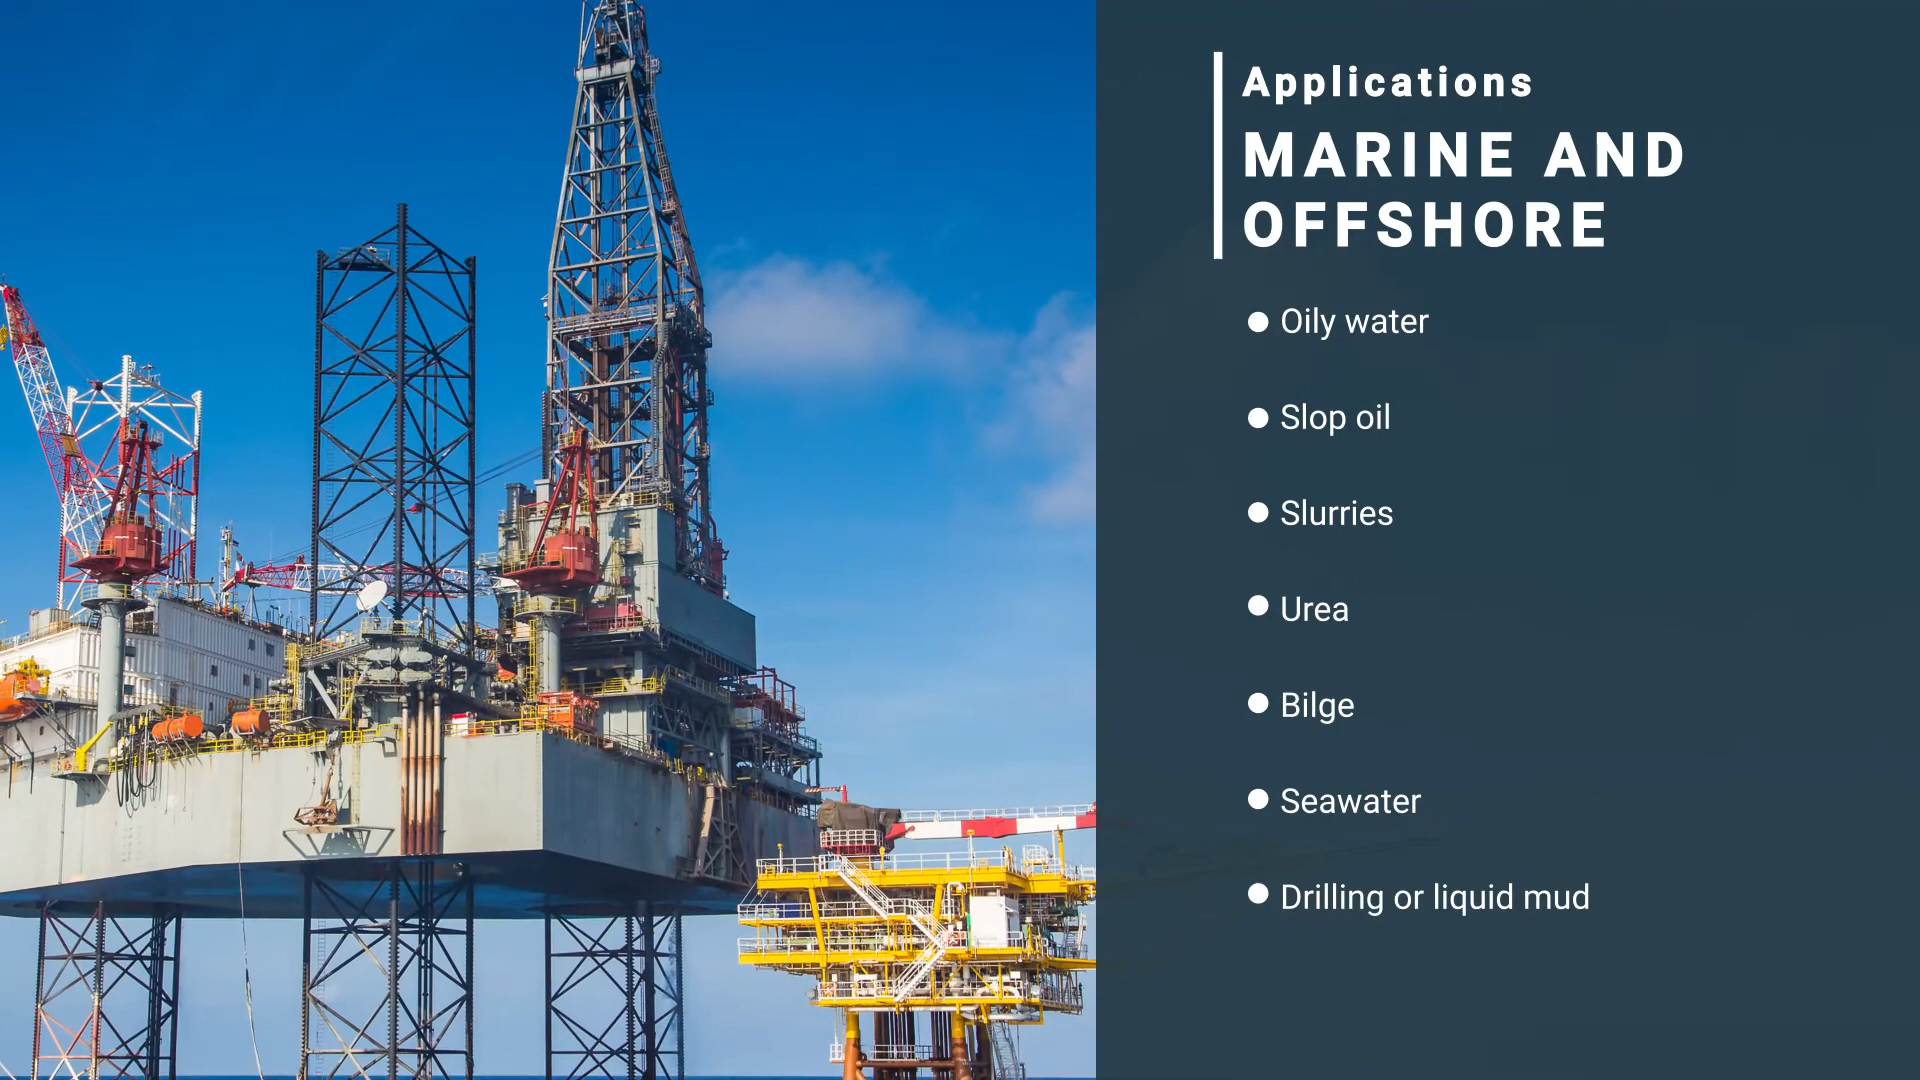 Applications
MARINE AND
OFFSHORE
Oily water
Slop oil
Slurries
Urea
Bilge
Seawater
Drilling or liquid mud